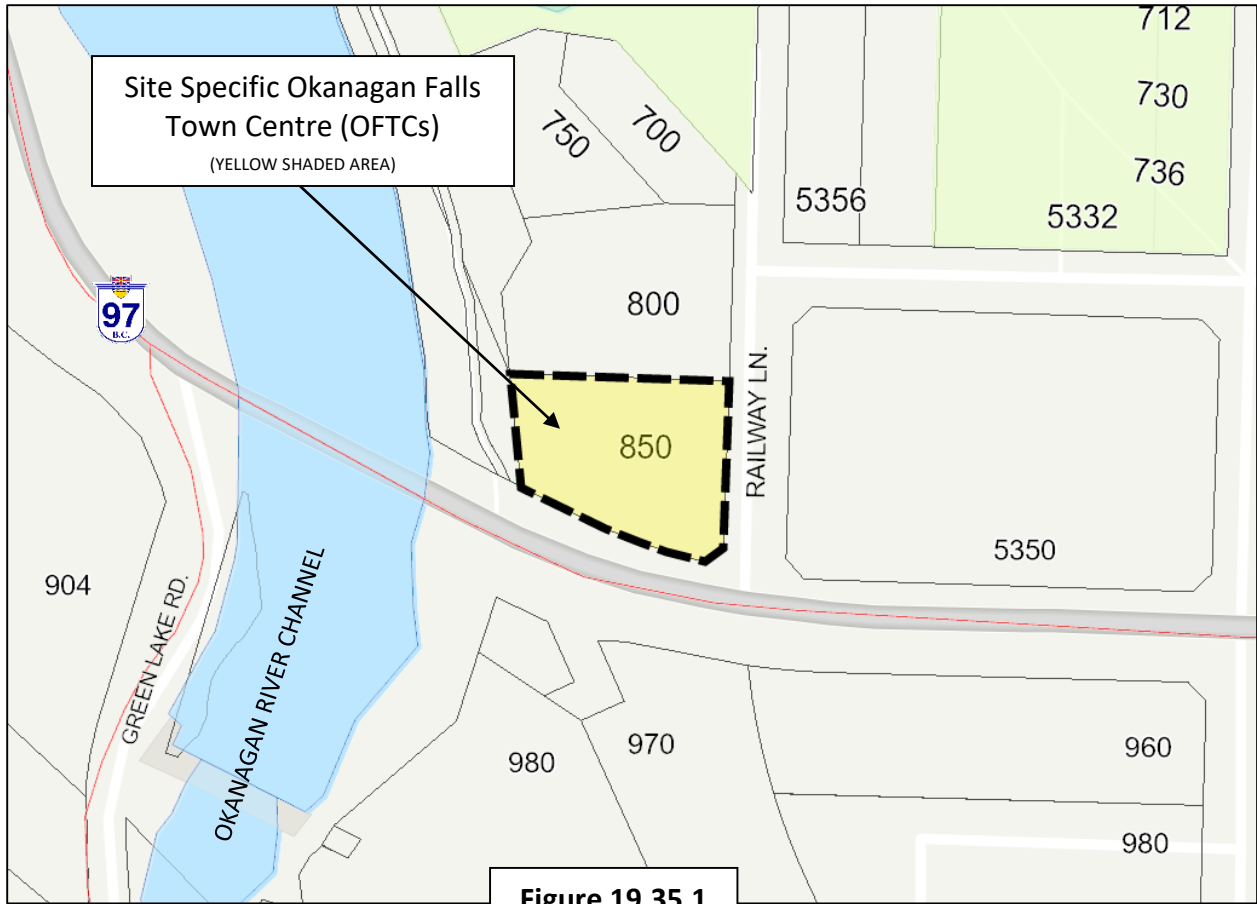 712
730
736
Site Specific Okanagan Falls
Town Centre (OFTCs)
(YELLOW SHADED AREA)
750
700
5356
5332
97
B.C.
800
850
RAILWAY LN.
5350
904
GREEN LAKE RD.
OKANAGAN RIVER CHANNEL
980
970
960
980
Figure 19.35.1